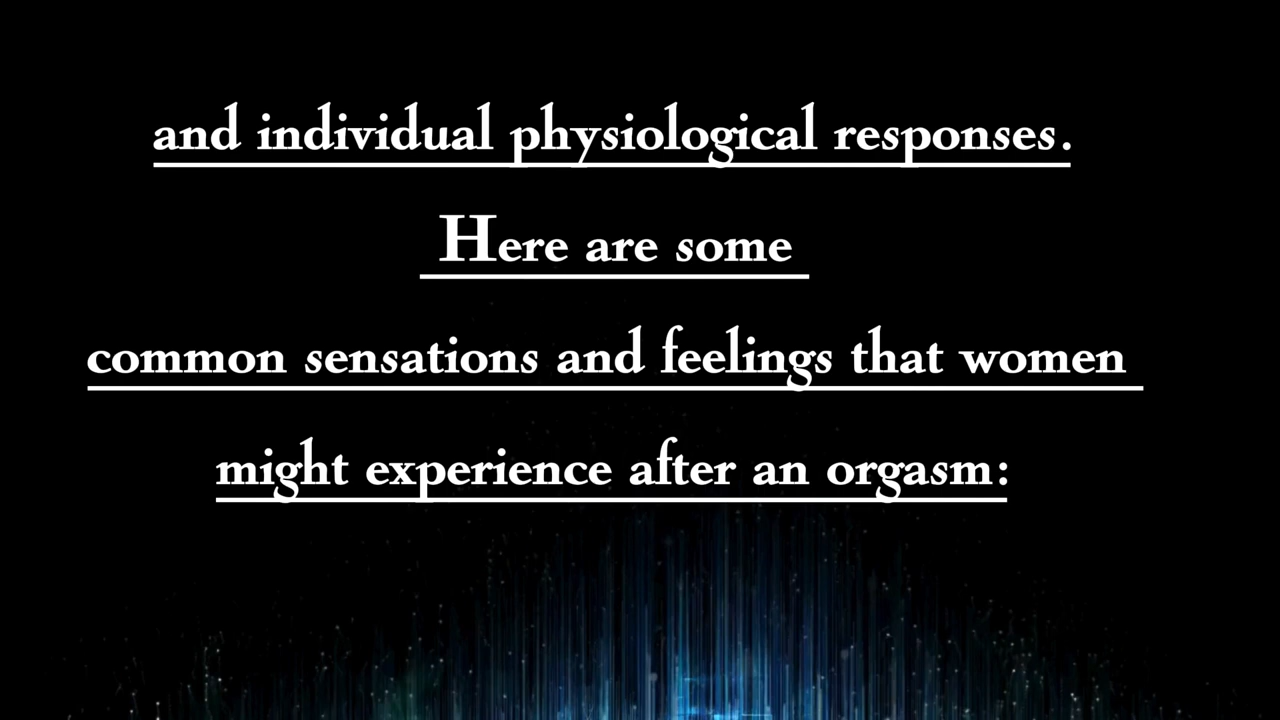 and individual physiological responses.
Here are some
common sensations and feelings that women
might experience after an orgasm: